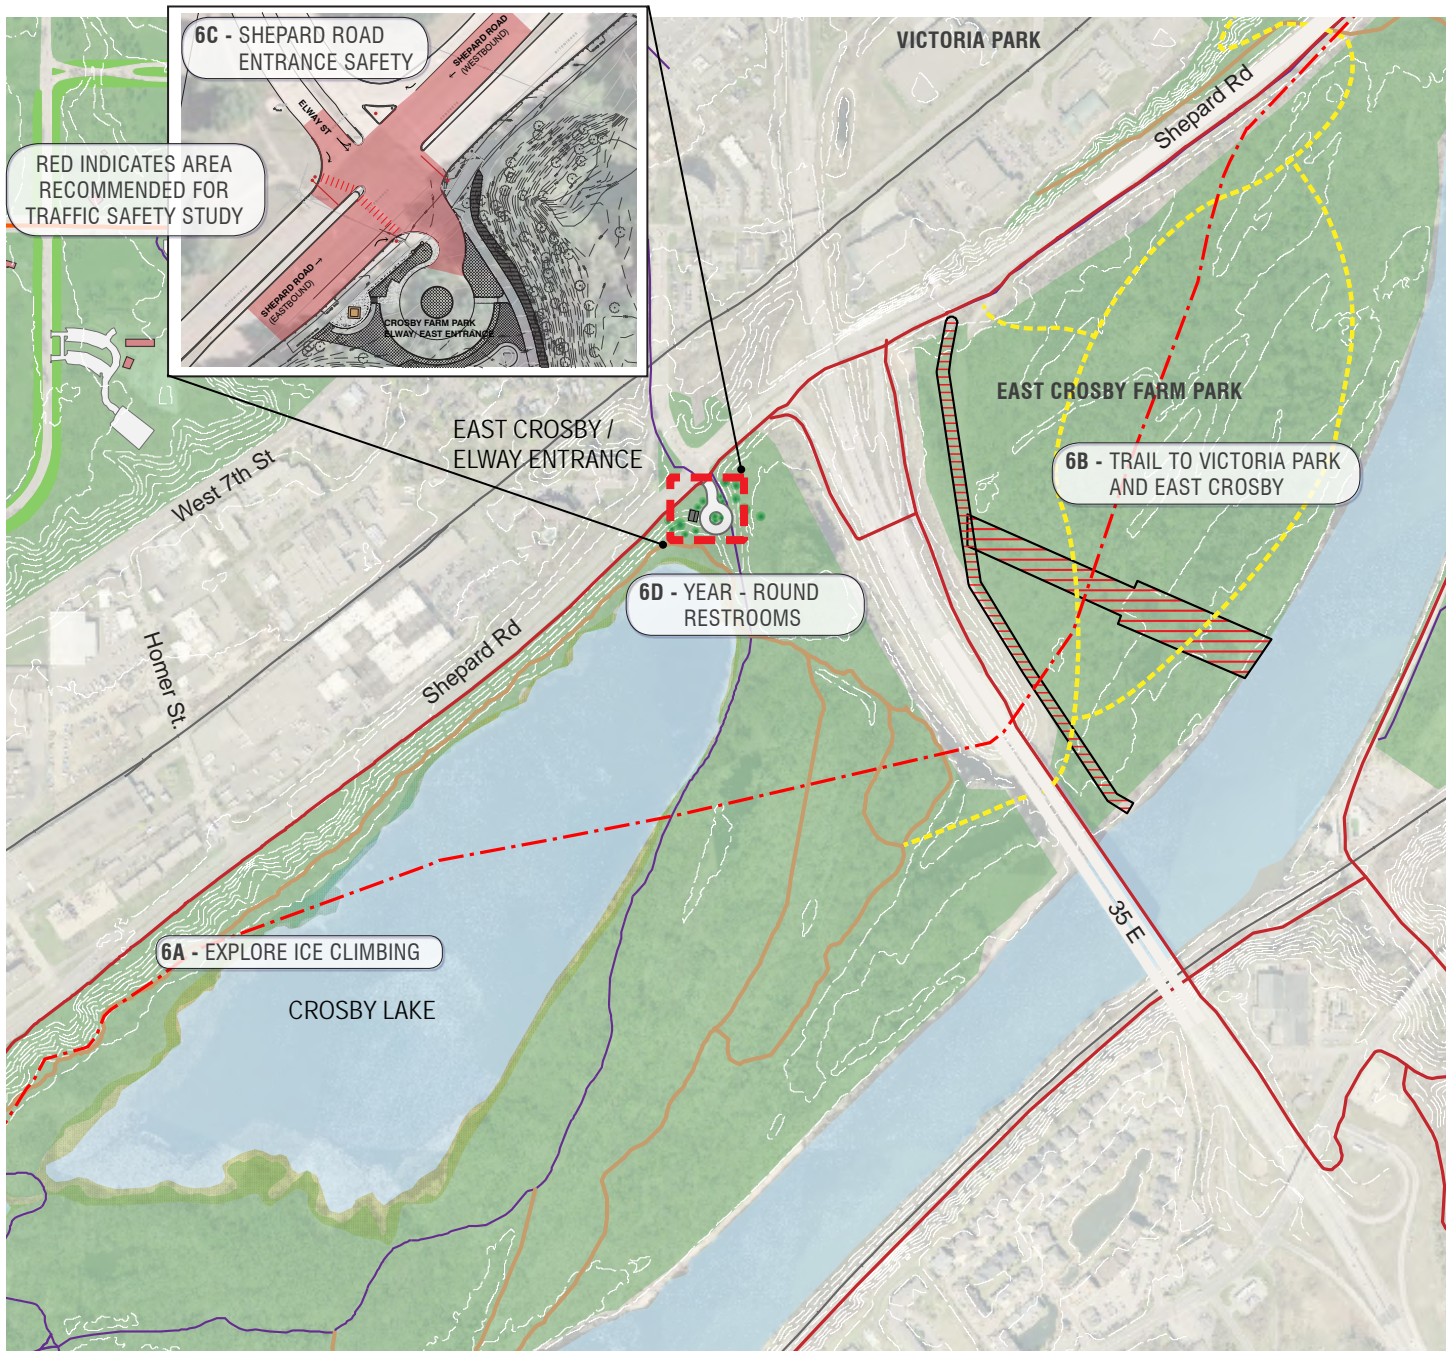 6C - SHEPARD ROAD
ENTRANCE SAFETY
← SHEPARD ROAD
(WESTBOUND)
ELWAY ST
RED INDICATES AREA
RECOMMENDED FOR
TRAFFIC SAFETY STUDY
SHEPARD ROAD →
(EASTBOUND)
CROSBY FARM PARK
ELWAY/ EAST ENTRANCE
VICTORIA PARK
Shepard Rd
EAST CROSBY FARM PARK
EAST CROSBY /
ELWAY ENTRANCE
6B - TRAIL TO VICTORIA PARK
AND EAST CROSBY
West 7th St
6D - YEAR - ROUND
RESTROOMS
Homer St.
Shepard Rd
35 E
6A - EXPLORE ICE CLIMBING
CROSBY LAKE